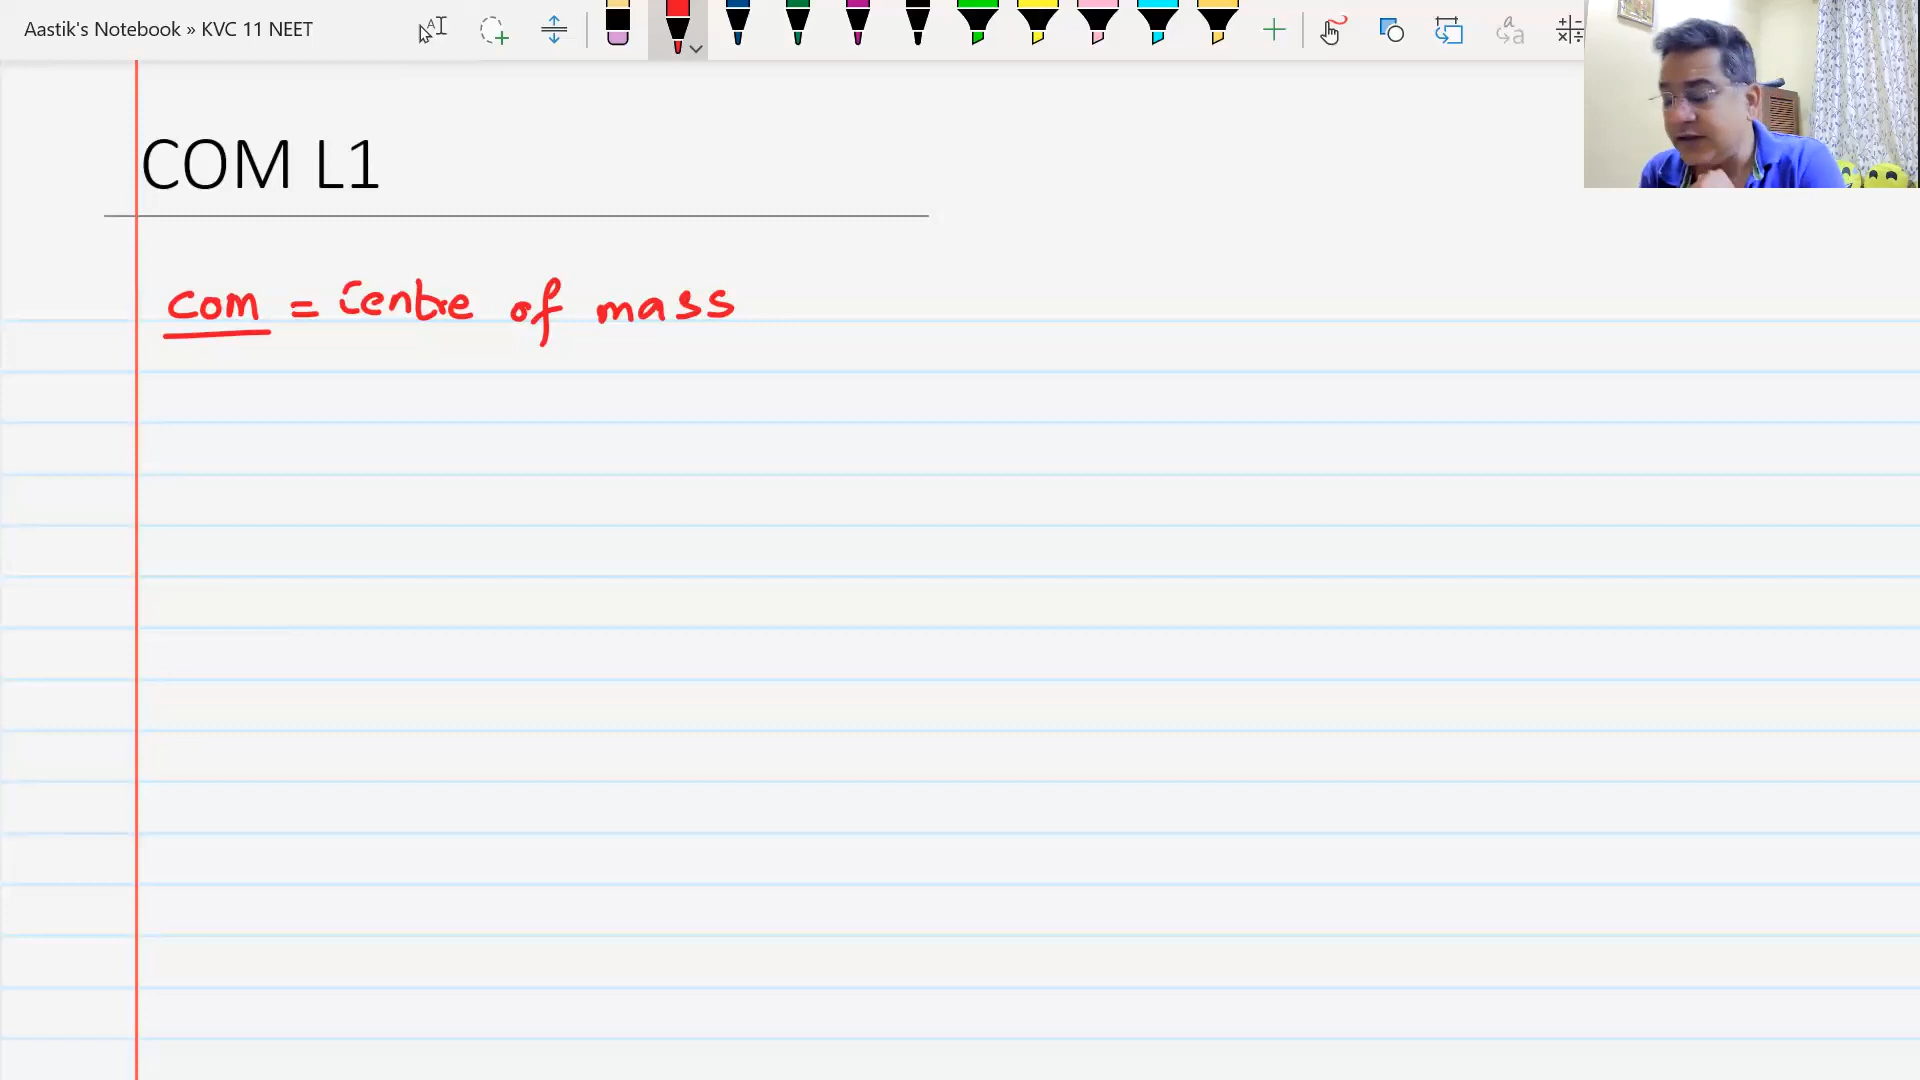 Aastik's Notebook » KVC 11 NEET
COM L1
COM = Centre of mass